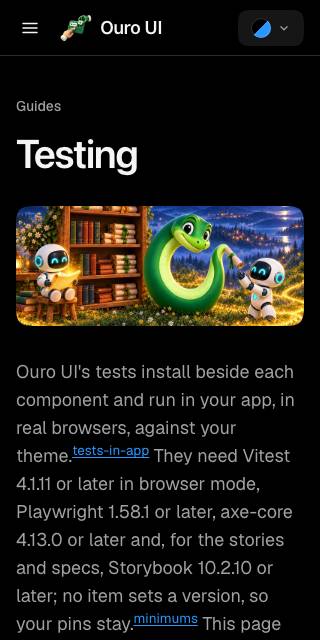 Ouro UI
Guides
Testing
Ouro UI's tests install beside each
component and run in your app, in
real browsers, against your
theme.tests-in-app They need Vitest
4.1.11 or later in browser mode,
Playwright 1.58.1 or later, axe-core
4.13.0 or later and, for the stories
and specs, Storybook 10.2.10 or
later; no item sets a version, so
your pins stay.minimums This page